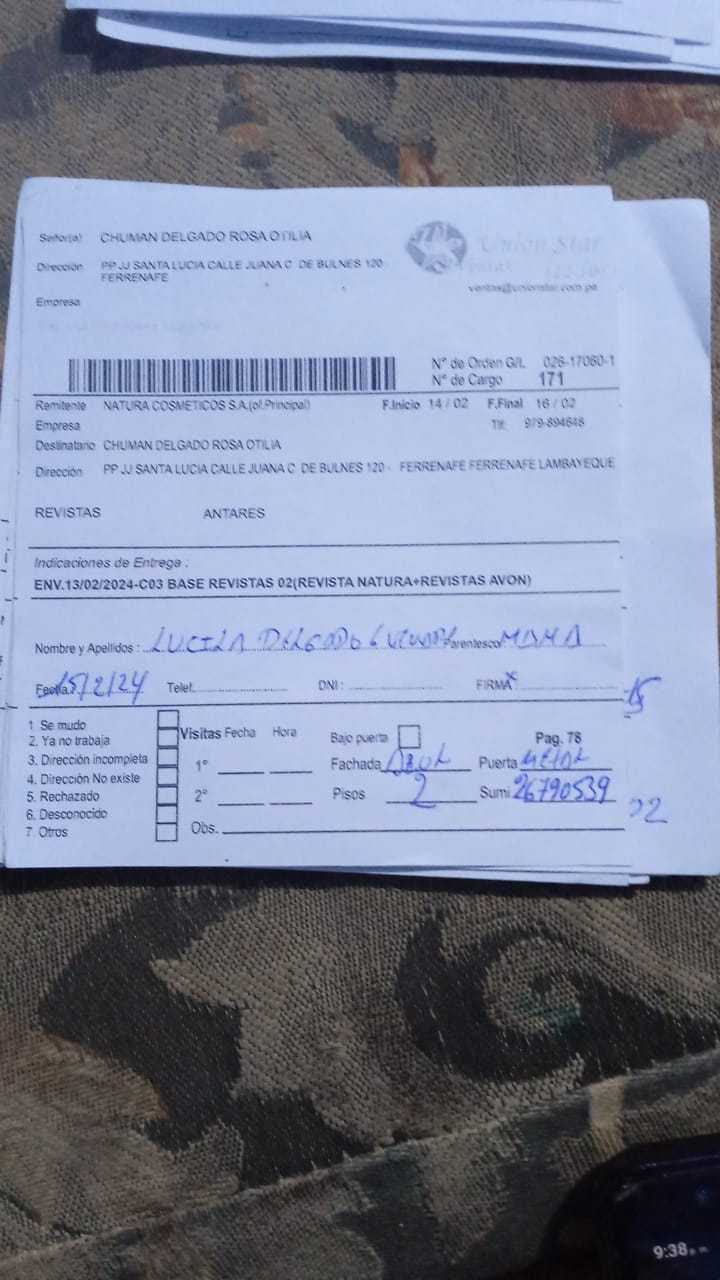 Señor(a) CHUMAN DELGADO ROSA OTILIA
Dirección PP JJ SANTA LUCIA CALLE JUANA C DE BULNES 120 -
FERRENAFE
Empresa
Union Star
ventas@unionstar.com.pe
N° de Orden G/L 026-17060-1
N° de Cargo 171
Remitente NATURA COSMETICOS S.A.(of.Principal) F.Inicio 14 / 02 F.Final 16 / 02
Empresa Tlf: 979-894648
Destinatario CHUMAN DELGADO ROSA OTILIA
Dirección PP JJ SANTA LUCIA CALLE JUANA C DE BULNES 120 - FERRENAFE FERRENAFE LAMBAYEQUE
REVISTAS ANTARES
Indicaciones de Entrega :
ENV.13/02/2024-C03 BASE REVISTAS 02(REVISTA NATURA+REVISTAS AVON)
Nombre y Apellidos : LUCILA DELGADO Parentesco MAMA
Fecha 15/2/24 Telef. DNI : FIRMA x
15
1 Se mudo
2. Ya no trabaja
3. Dirección incompleta
4. Dirección No existe
5. Rechazado
6. Desconocido
7. Otros
Visitas Fecha Hora Bajo puerta Pag. 78
1° Fachada AZUL Puerta METAL
2° Pisos 2 Sumi 26790539
Obs.
9:38